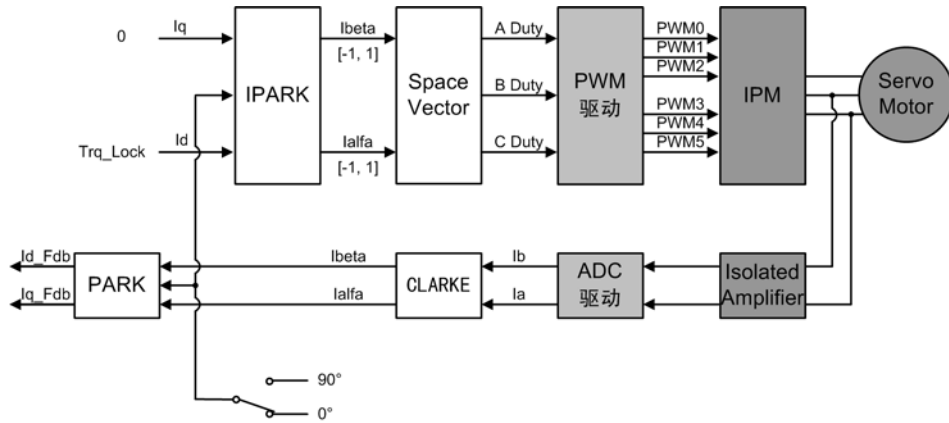 0 Iq Ibeta A Duty PWM0
[-1, 1] PWM1
PWM2
IPARK
Space
Vector
B Duty
PWM
驱动
PWM3
PWM4
PWM5
IPM
Servo
Motor
Trq_Lock Id Ialfa C Duty
[-1, 1]
Id_Fdb
Iq_Fdb
PARK
Ibeta
Ialfa
CLARKE
Ib
Ia
ADC
驱动
Isolated
Amplifier
90°
0°